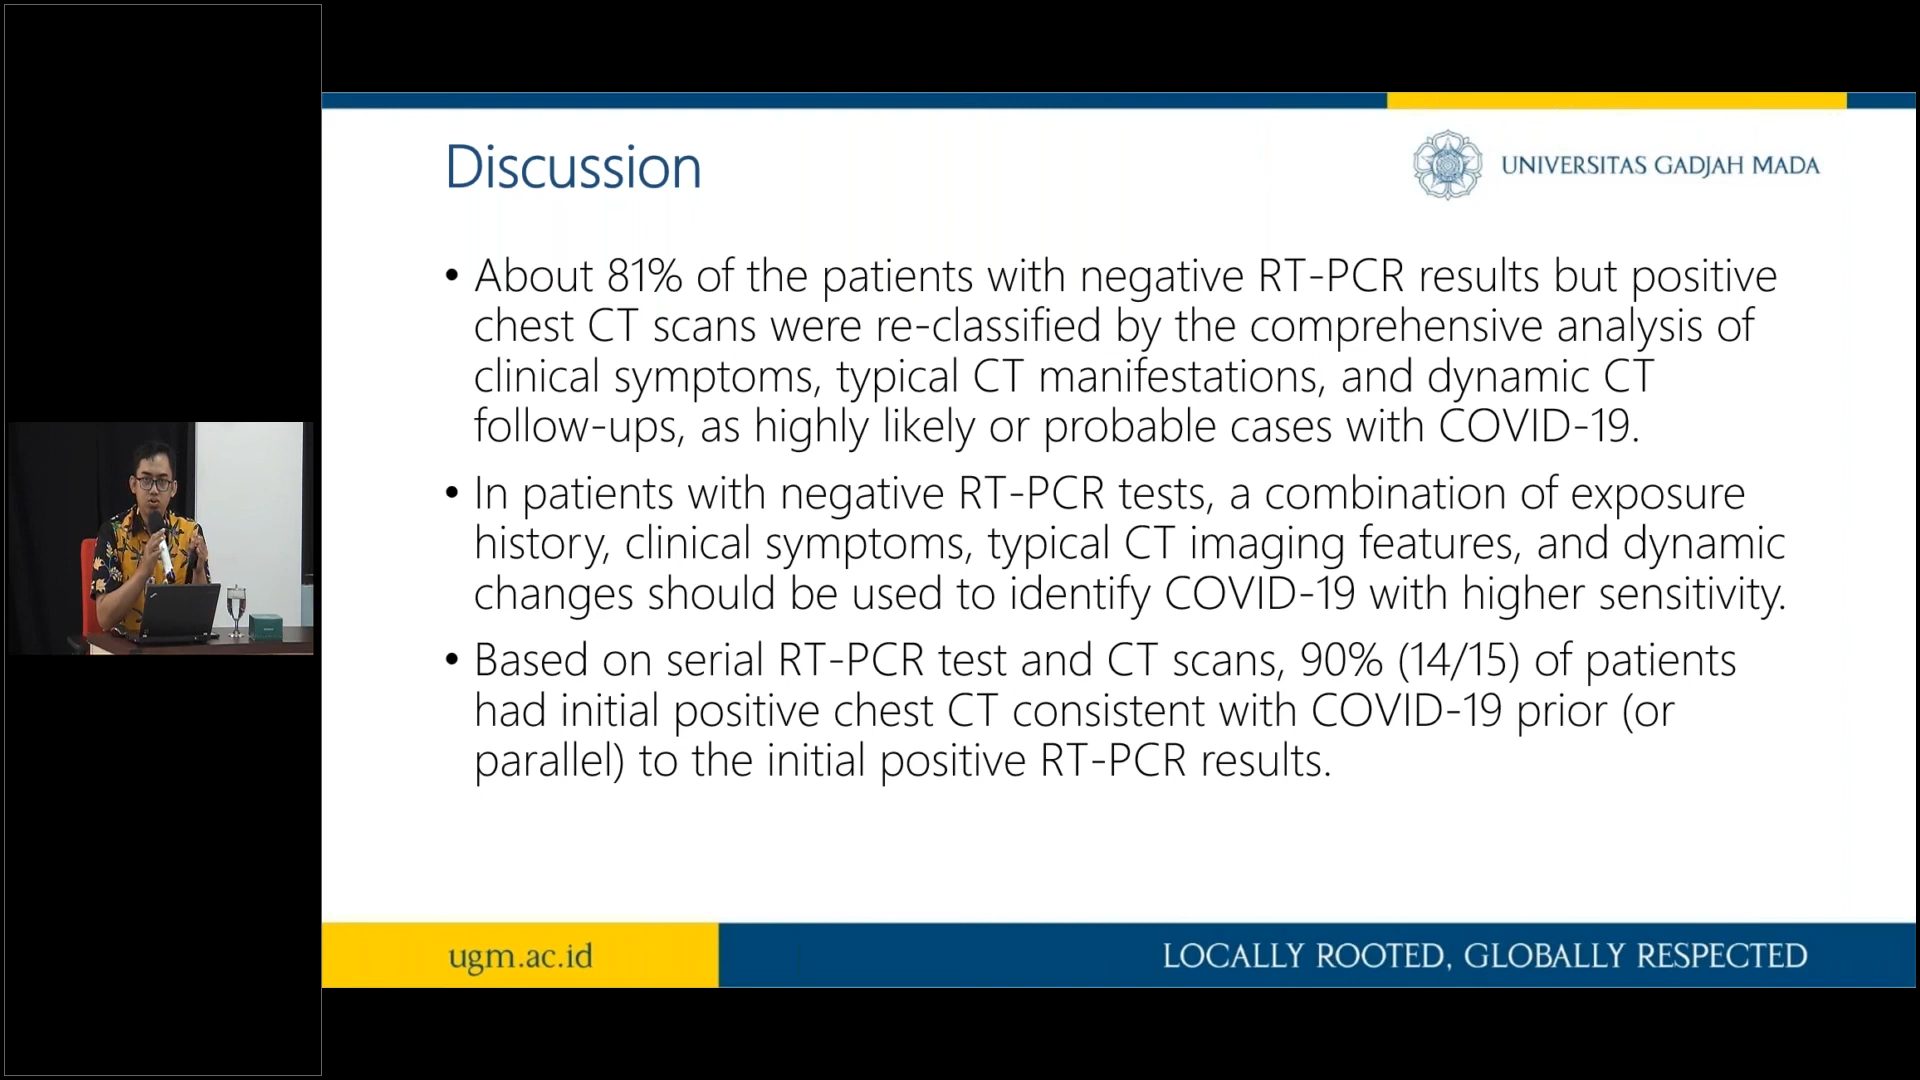 Discussion
UNIVERSITAS GADJAH MADA
• About 81% of the patients with negative RT-PCR results but positive
chest CT scans were re-classified by the comprehensive analysis of
clinical symptoms, typical CT manifestations, and dynamic CT
follow-ups, as highly likely or probable cases with COVID-19.
• In patients with negative RT-PCR tests, a combination of exposure
history, clinical symptoms, typical CT imaging features, and dynamic
changes should be used to identify COVID-19 with higher sensitivity.
• Based on serial RT-PCR test and CT scans, 90% (14/15) of patients
had initial positive chest CT consistent with COVID-19 prior (or
parallel) to the initial positive RT-PCR results.
ugm.ac.id
LOCALLY ROOTED, GLOBALLY RESPECTED